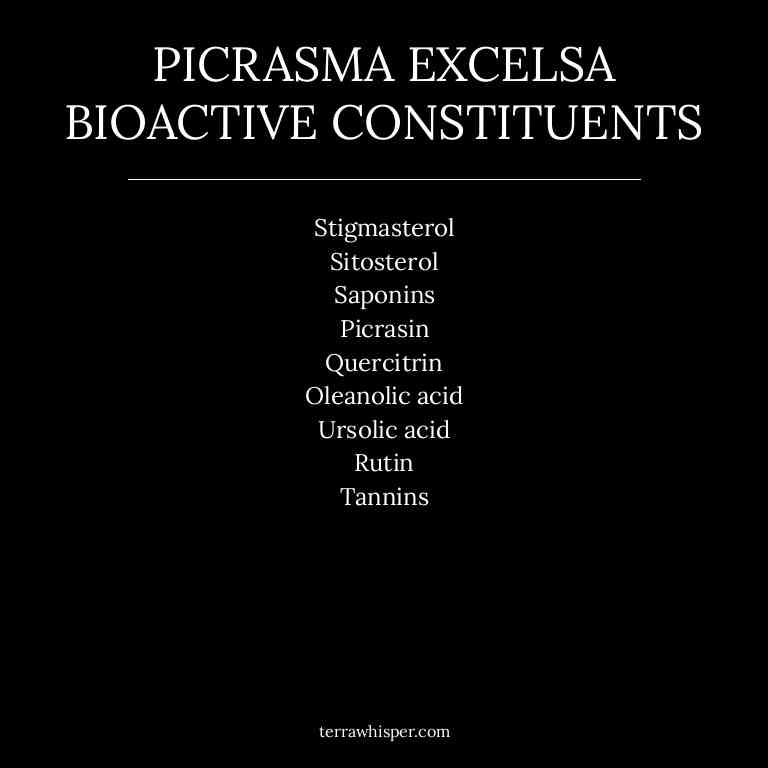 PICRASMA EXCELSA
BIOACTIVE CONSTITUENTS
Stigmasterol
Sitosterol
Saponins
Picrasin
Quercitrin
Oleanolic acid
Ursolic acid
Rutin
Tannins
terrawhisper.com